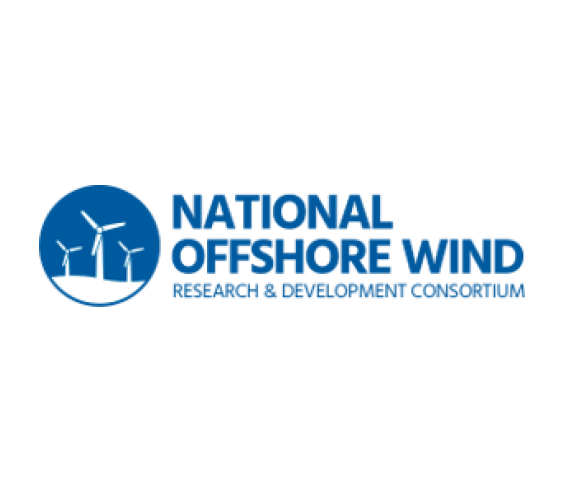 NATIONAL
OFFSHORE WIND
RESEARCH & DEVELOPMENT CONSORTIUM